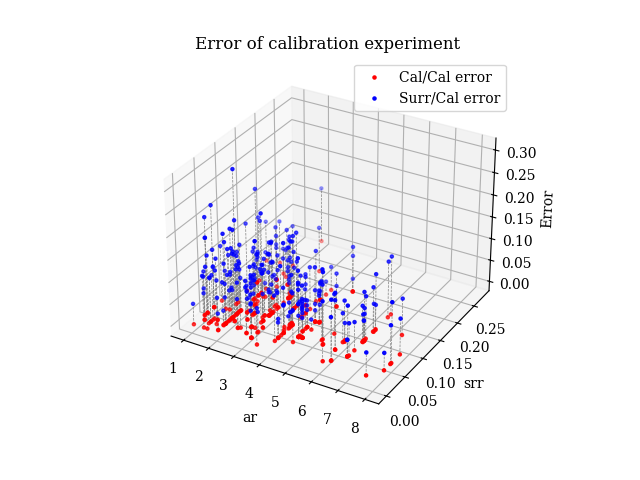 Error of calibration experiment
Cal/Cal error
Surr/Cal error
0.30
0.25
0.20
0.15
0.10
0.05
0.00
Error
0.25
0.20
0.15
0.10
0.05
0.00
srr
1 2 3 4 5 6 7 8
ar